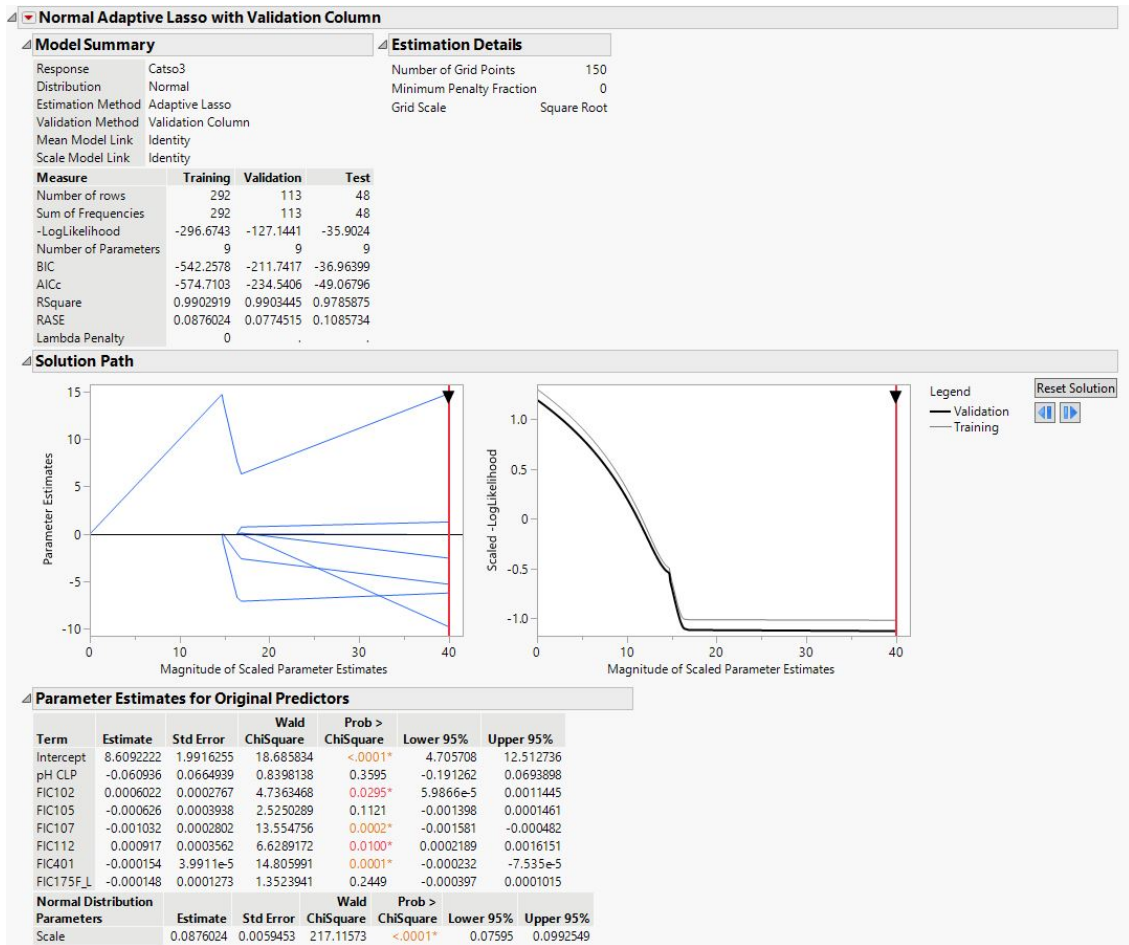 Normal Adaptive Lasso with Validation Column
Model Summary
Response Catso3
Distribution Normal
Estimation Method Adaptive Lasso
Validation Method Validation Column
Mean Model Link Identity
Scale Model Link Identity
Measure Training Validation Test
Number of rows 292 113 48
Sum of Frequencies 292 113 48
-LogLikelihood -296.6743 -127.1441 -35.9024
Number of Parameters 9 9 9
BIC -542.2578 -211.7417 -36.96399
AICc -574.7103 -234.5406 -49.06796
RSquare 0.9902919 0.9903445 0.9785875
RASE 0.0876024 0.0774515 0.1085734
Lambda Penalty 0 . .
Estimation Details
Number of Grid Points 150
Minimum Penalty Fraction 0
Grid Scale Square Root
Solution Path
Parameter Estimates
15
10
5
0
-5
-10
0 10 20 30 40
Magnitude of Scaled Parameter Estimates
Scaled -LogLikelihood
1.0
0.5
0
-0.5
-1.0
0 10 20 30 40
Magnitude of Scaled Parameter Estimates
Legend
Validation
Training
Reset Solution
Parameter Estimates for Original Predictors
Wald Prob >
Term Estimate Std Error ChiSquare ChiSquare Lower 95% Upper 95%
Intercept 8.6092222 1.9916255 18.685834 <.0001* 4.705708 12.512736
pH CLP -0.060936 0.0664939 0.8398138 0.3595 -0.191262 0.0693898
FIC102 0.0006022 0.0002767 4.7363468 0.0295* 5.9866e-5 0.0011445
FIC105 -0.000626 0.0003938 2.5250289 0.1121 -0.001398 0.0001461
FIC107 -0.001032 0.0002802 13.554756 0.0002* -0.001581 -0.000482
FIC112 0.000917 0.0003562 6.6289172 0.0100* 0.0002189 0.0016151
FIC401 -0.000154 3.9911e-5 14.805991 0.0001* -0.000232 -7.535e-5
FIC175F_L -0.000148 0.0001273 1.3523941 0.2449 -0.000397 0.0001015
Normal Distribution Wald Prob >
Parameters Estimate Std Error ChiSquare ChiSquare Lower 95% Upper 95%
Scale 0.0876024 0.0059453 217.11573 <.0001* 0.07595 0.0992549